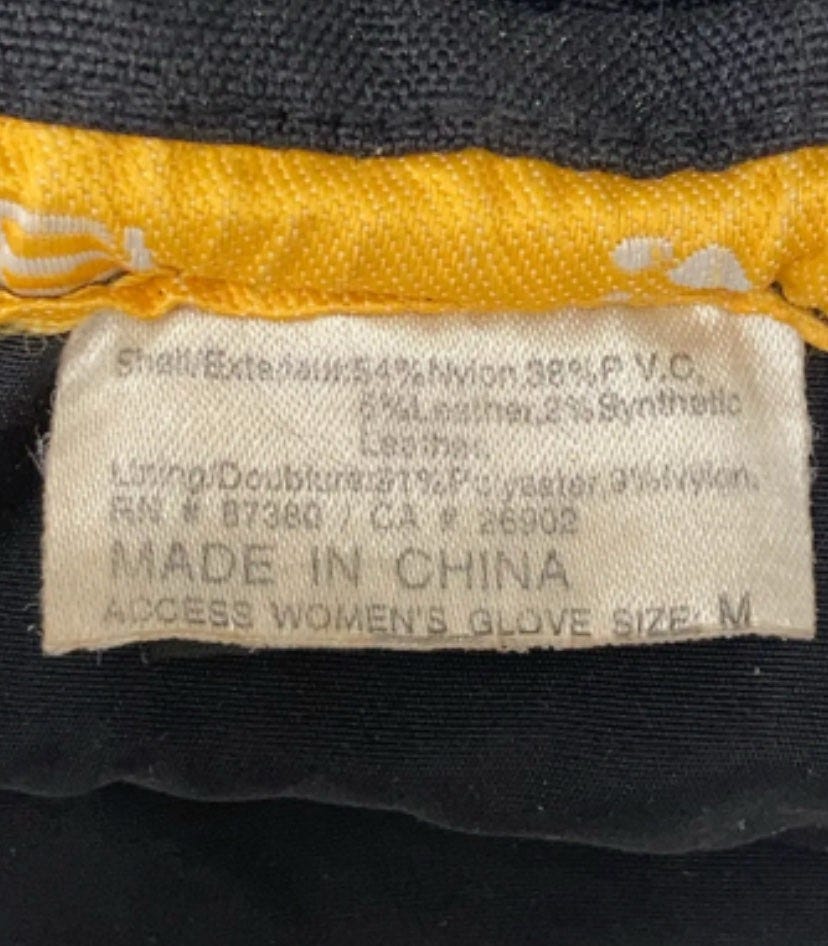 Shell/Exterieur:54%Nylon,38%P.V.C,
6%Leather,2%Synthetic
Leather.
Lining/Doublure:91%Polyester,9%Nylon.
RN # 87380 / CA # 26902
MADE IN CHINA
ACCESS WOMEN'S GLOVE SIZE: M